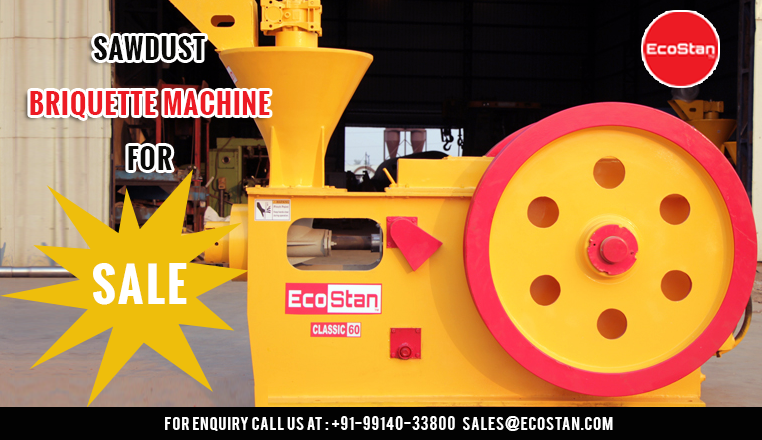 SAWDUST
BRIQUETTE MACHINE
FOR
SALE
EcoStan
EcoStan
CLASSIC 60
FOR ENQUIRY CALL US AT : +91-99140-33800 SALES@ECOSTAN.COM